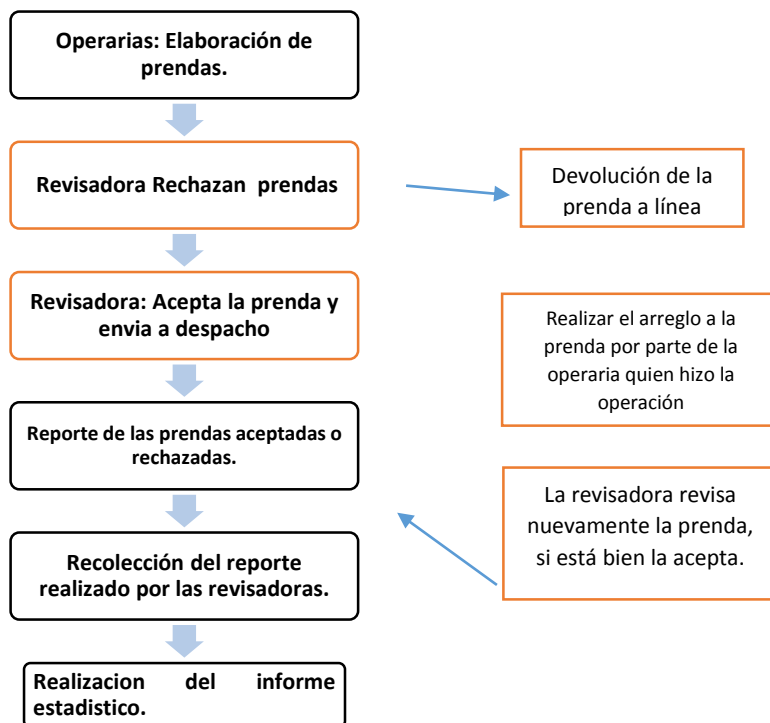 Operarias: Elaboración de
prendas.
Revisadora Rechazan prendas
Devolución de la
prenda a línea
Revisadora: Acepta la prenda y
envia a despacho
Realizar el arreglo a la
prenda por parte de la
operaria quien hizo la
operación
Reporte de las prendas aceptadas o
rechazadas.
La revisadora revisa
nuevamente la prenda,
si está bien la acepta.
Recolección del reporte
realizado por las revisadoras.
Realizacion del informe
estadistico.